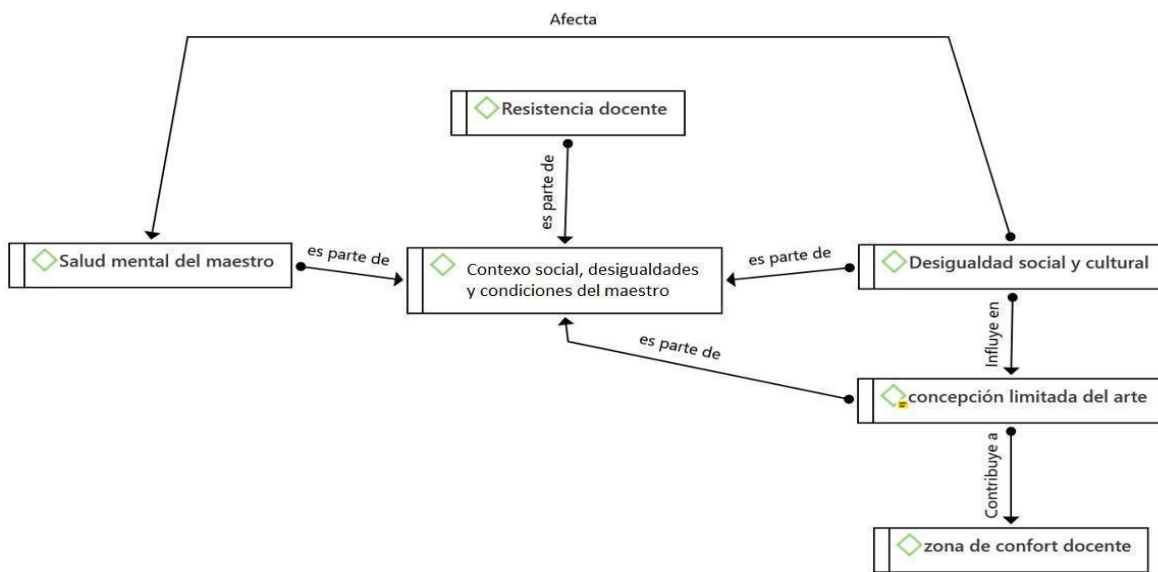 Afecta
Resistencia docente
es parte de
Salud mental del maestro
es parte de
Contexo social, desigualdades
y condiciones del maestro
es parte de
Desigualdad social y cultural
Influye en
es parte de
concepción limitada del arte
Contribuye a
zona de confort docente